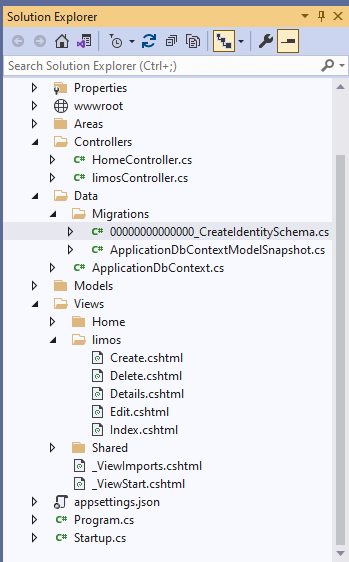 Solution Explorer
Search Solution Explorer (Ctrl+;)
Properties
wwwroot
Areas
Controllers
C# HomeController.cs
C# limosController.cs
Data
Migrations
C# 00000000000000_CreateIdentitySchema.cs
C# ApplicationDbContextModelSnapshot.cs
C# ApplicationDbContext.cs
Models
Views
Home
limos
Create.cshtml
Delete.cshtml
Details.cshtml
Edit.cshtml
Index.cshtml
Shared
_ViewImports.cshtml
_ViewStart.cshtml
appsettings.json
C# Program.cs
C# Startup.cs